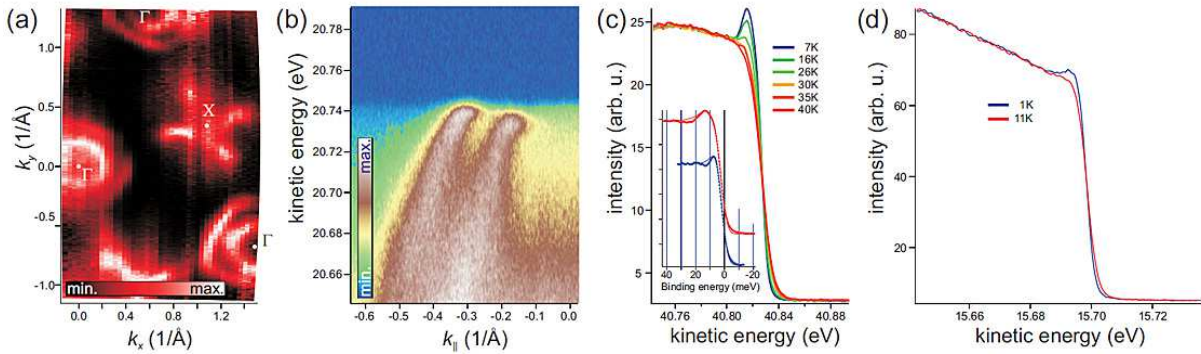 (a)
1.0
0.5
0.0
-0.5
-1.0
k_y (1/Å)
Γ
X
Γ
Γ
min. max.
0.0 0.5 1.0
k_x (1/Å)
(b)
20.78
20.76
20.74
20.72
20.70
20.68
20.66
kinetic energy (eV)
max.
min.
-0.6 -0.5 -0.4 -0.3 -0.2 -0.1 0.0
k_∥ (1/Å)
(c)
25
20
15
10
5
intensity (arb. u.)
7K
16K
26K
30K
35K
40K
40 20 0 -20
Binding energy (meV)
40.76 40.80 40.84 40.88
kinetic energy (eV)
(d)
80
60
40
20
intensity (arb. u.)
1K
11K
15.66 15.68 15.70 15.72
kinetic energy (eV)